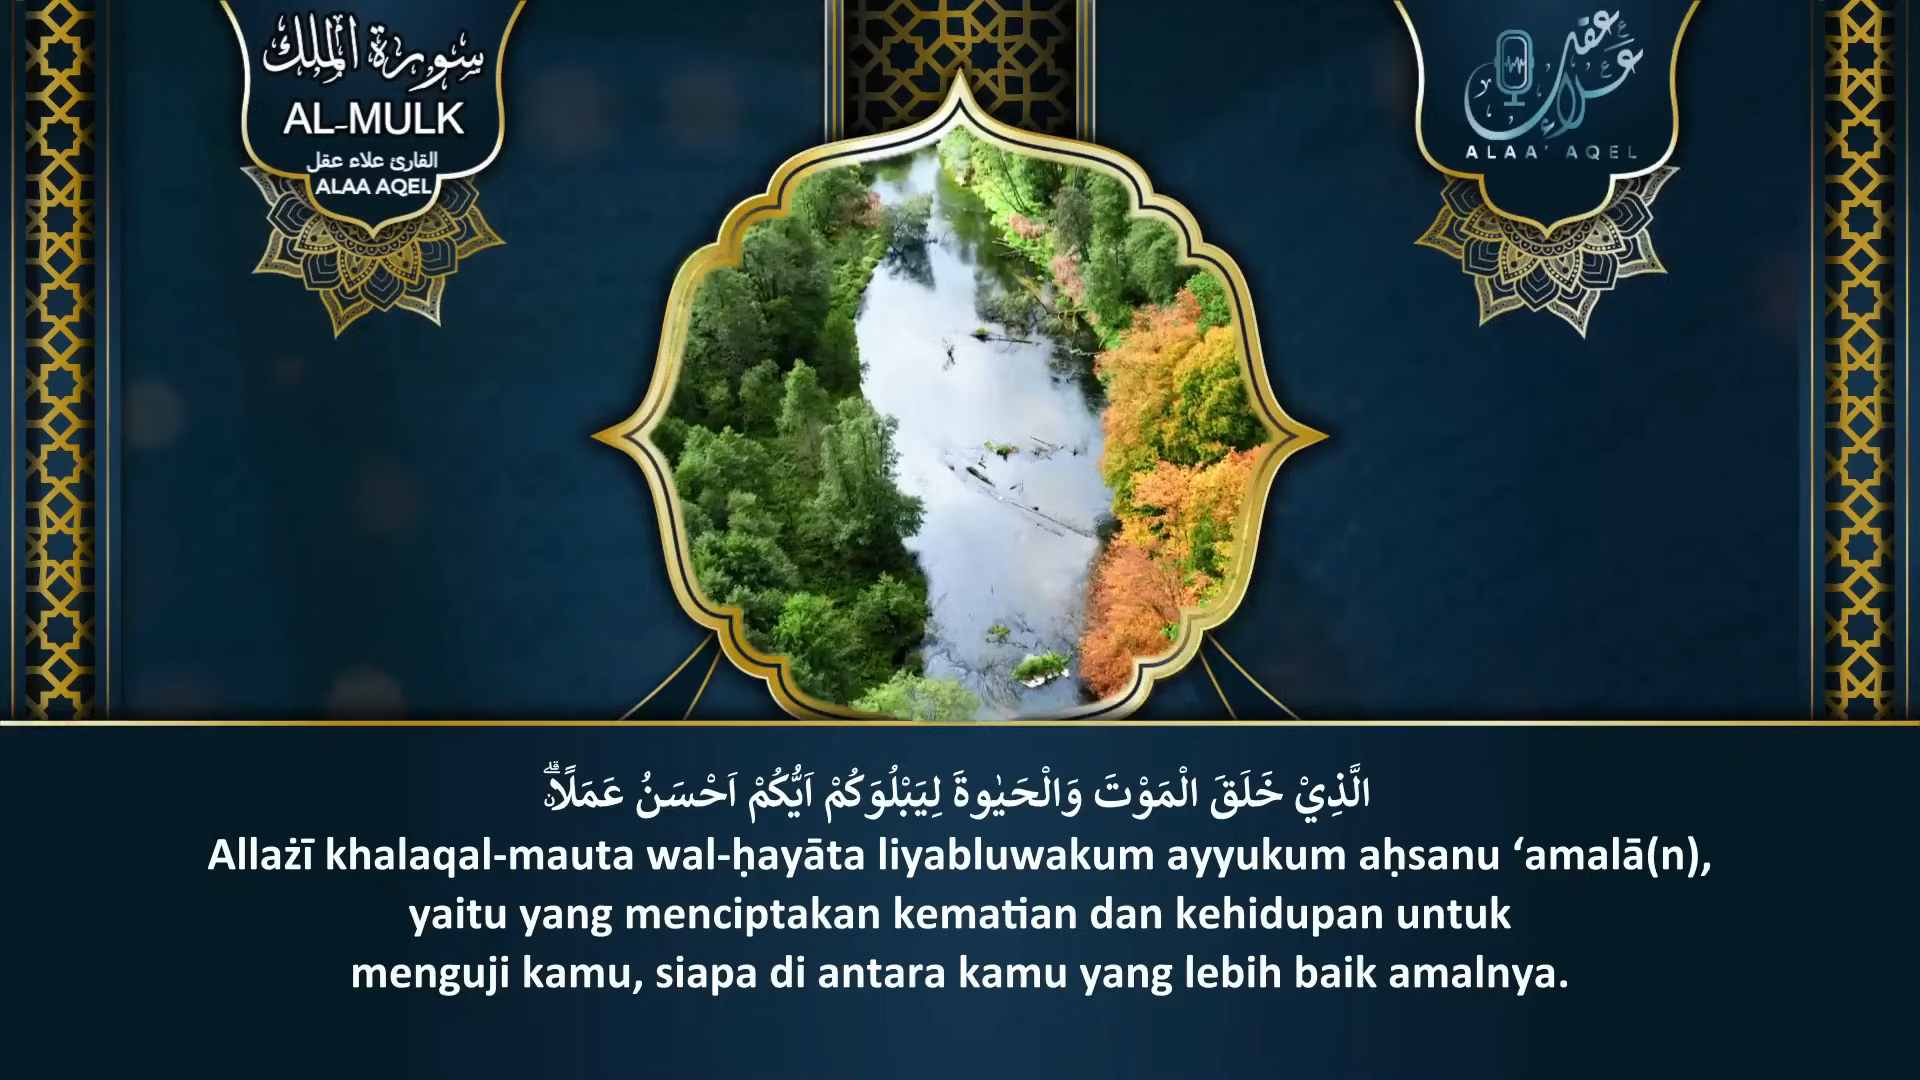 سورة الملك
AL-MULK
القارئ علاء عقل
ALAA AQEL
علاء عقل
ALAA' AQEL
الَّذِيْ خَلَقَ الْمَوْتَ وَالْحَيٰوةَ لِيَبْلُوَكُمْ اَيُّكُمْ اَحْسَنُ عَمَلًاۗ
Allażī khalaqal-mauta wal-ḥayāta liyabluwakum ayyukum aḥsanu ‘amalā(n),
yaitu yang menciptakan kematian dan kehidupan untuk
menguji kamu, siapa di antara kamu yang lebih baik amalnya.